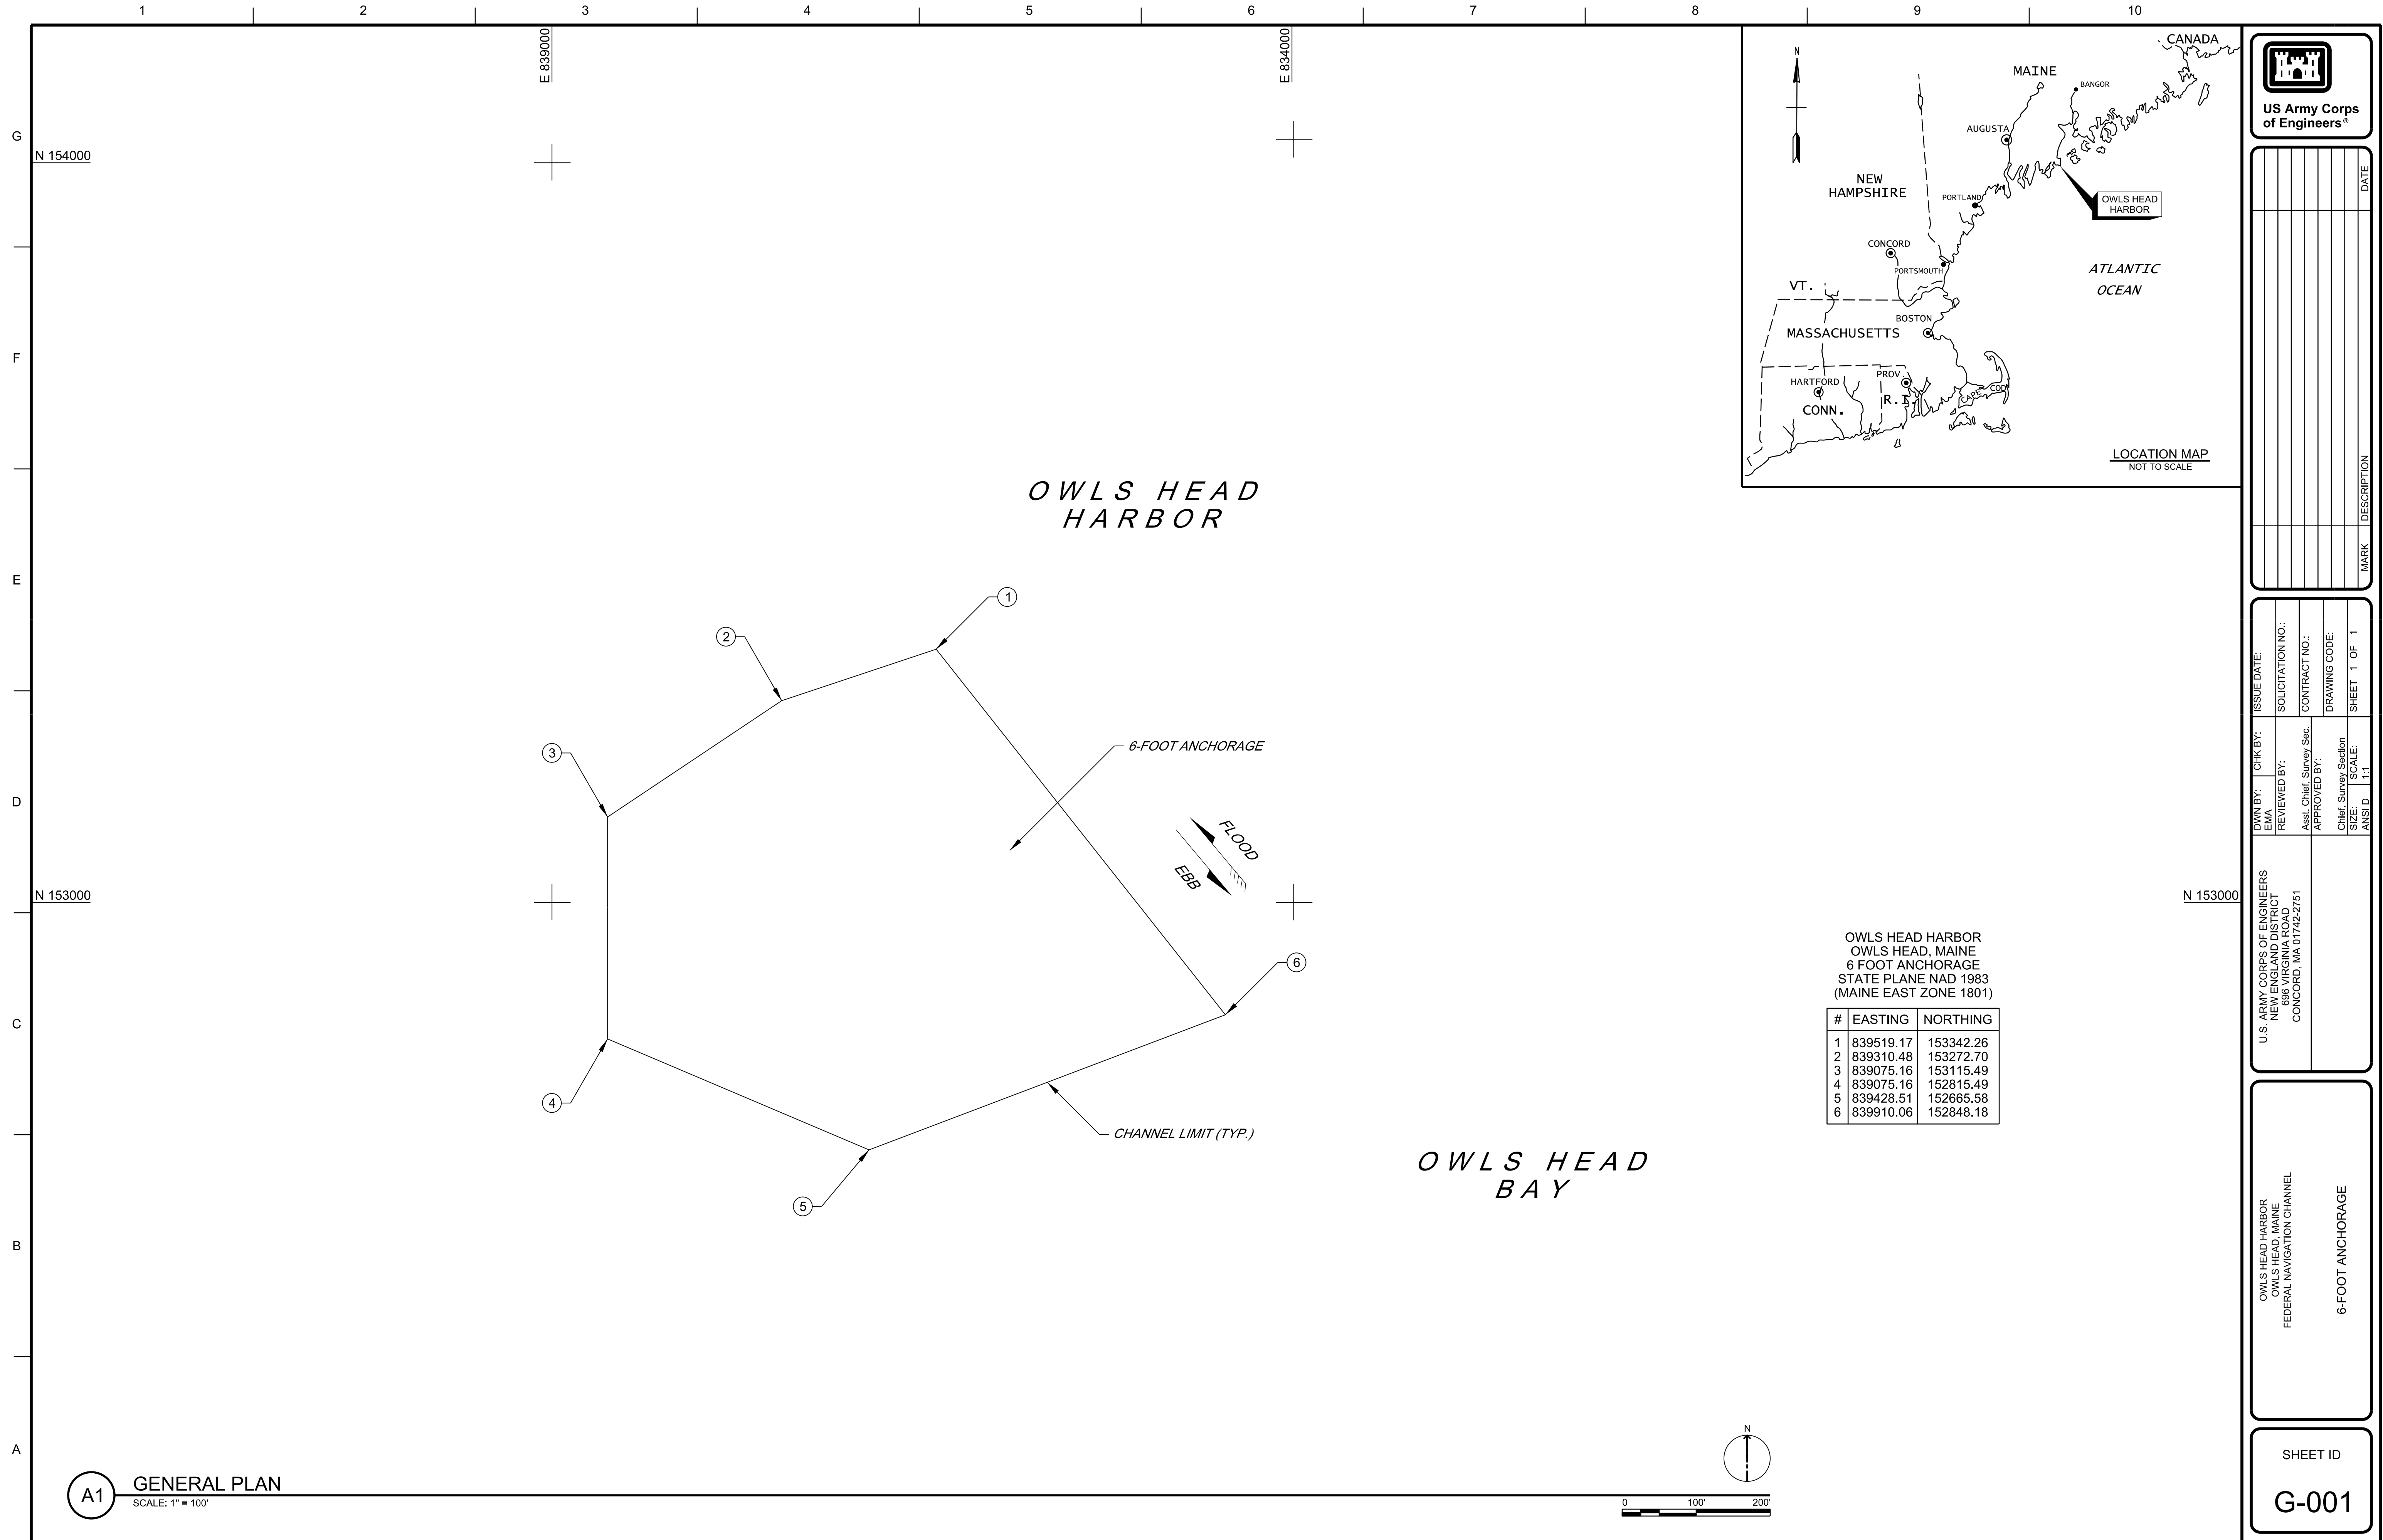 1 2 3 4 5 6 7 8 9 10
G
F
E
D
C
B
A
E 839000
E 834000
N 154000
N 153000
N 153000
OWLS HEAD
HARBOR
1
2
3
4
5
6
6-FOOT ANCHORAGE
FLOOD
EBB
CHANNEL LIMIT (TYP.)
OWLS HEAD
BAY
N
CANADA
MAINE
BANGOR
AUGUSTA
NEW
HAMPSHIRE
PORTLAND
OWLS HEAD
HARBOR
CONCORD
PORTSMOUTH
ATLANTIC
OCEAN
VT.
BOSTON
MASSACHUSETTS
HARTFORD
PROV.
R.I.
CONN.
CAPE COD
LOCATION MAP
NOT TO SCALE
OWLS HEAD HARBOR
OWLS HEAD, MAINE
6 FOOT ANCHORAGE
STATE PLANE NAD 1983
(MAINE EAST ZONE 1801)
# EASTING NORTHING
1 839519.17 153342.26
2 839310.48 153272.70
3 839075.16 153115.49
4 839075.16 152815.49
5 839428.51 152665.58
6 839910.06 152848.18
A1
GENERAL PLAN
SCALE: 1" = 100'
N
0 100' 200'
US Army Corps
of Engineers®
MARK DESCRIPTION DATE
DWN BY:
EMA
CHK BY:
ISSUE DATE:
REVIEWED BY:
SOLICITATION NO.:
Asst. Chief, Survey Sec.
CONTRACT NO.:
APPROVED BY:
DRAWING CODE:
Chief, Survey Section
SIZE:
ANSI D
SCALE:
1:1
SHEET 1 OF 1
U.S. ARMY CORPS OF ENGINEERS
NEW ENGLAND DISTRICT
696 VIRGINIA ROAD
CONCORD, MA 01742-2751
OWLS HEAD HARBOR
OWLS HEAD, MAINE
FEDERAL NAVIGATION CHANNEL
6-FOOT ANCHORAGE
SHEET ID
G-001